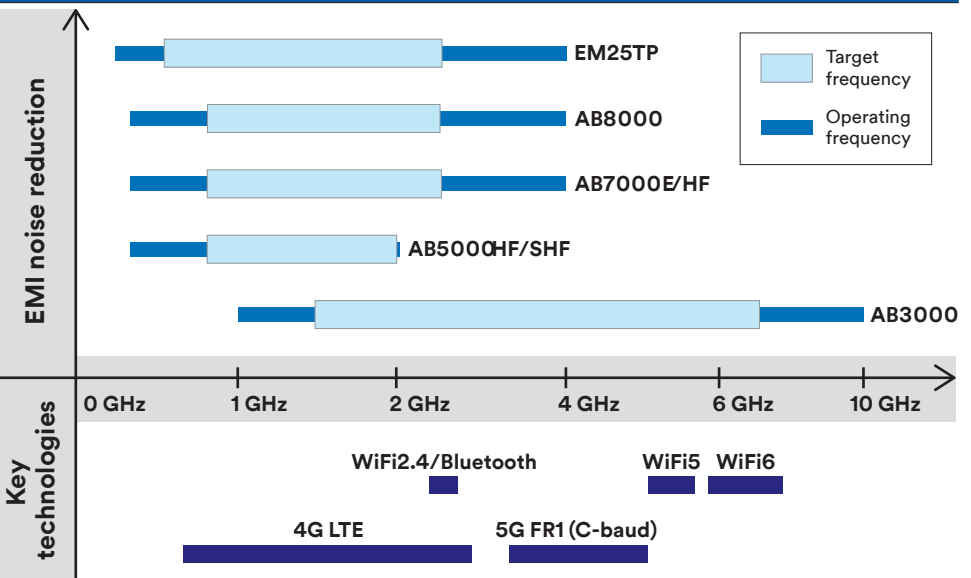 EMI noise reduction
EM25TP
AB8000
AB7000E/HF
AB5000HF/SHF
AB3000
Target
frequency
Operating
frequency
0 GHz
1 GHz
2 GHz
4 GHz
6 GHz
10 GHz
Key
technologies
WiFi2.4/Bluetooth
WiFi5
WiFi6
4G LTE
5G FR1 (C-baud)